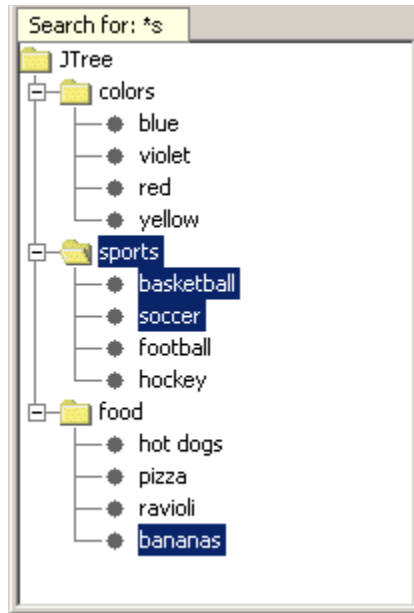 Search for: *s
JTree
colors
blue
violet
red
yellow
sports
basketball
soccer
football
hockey
food
hot dogs
pizza
ravioli
bananas